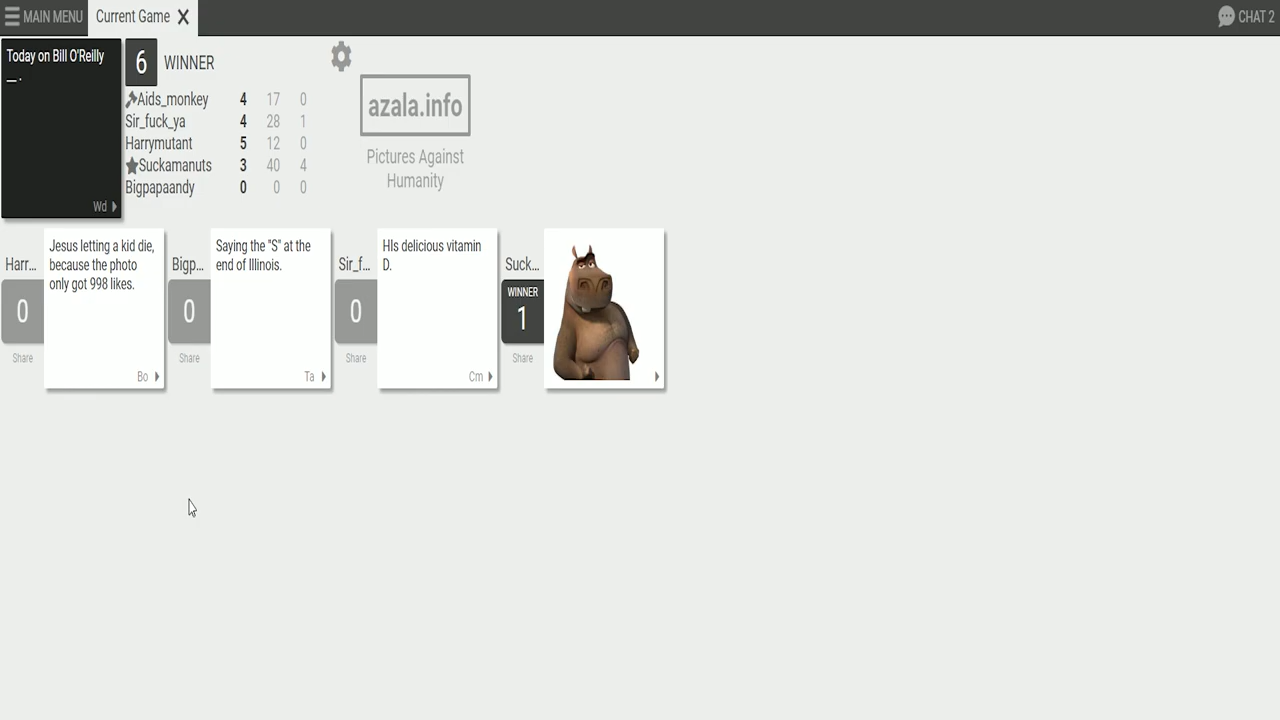 MAIN MENU
Current Game
CHAT 2
Today on Bill O'Reilly
__ .
Wd
6 WINNER
Aids_monkey 4 17 0
Sir_fuck_ya 4 28 1
Harrymutant 5 12 0
Suckamanuts 3 40 4
Bigpapaandy 0 0 0
azala.info
Pictures Against
Humanity
Harr...
0
Share
Jesus letting a kid die,
because the photo
only got 998 likes.
Bo
Bigp...
0
Share
Saying the "S" at the
end of Illinois.
Ta
Sir_f...
0
Share
HIs delicious vitamin
D.
Cm
Suck...
WINNER
1
Share